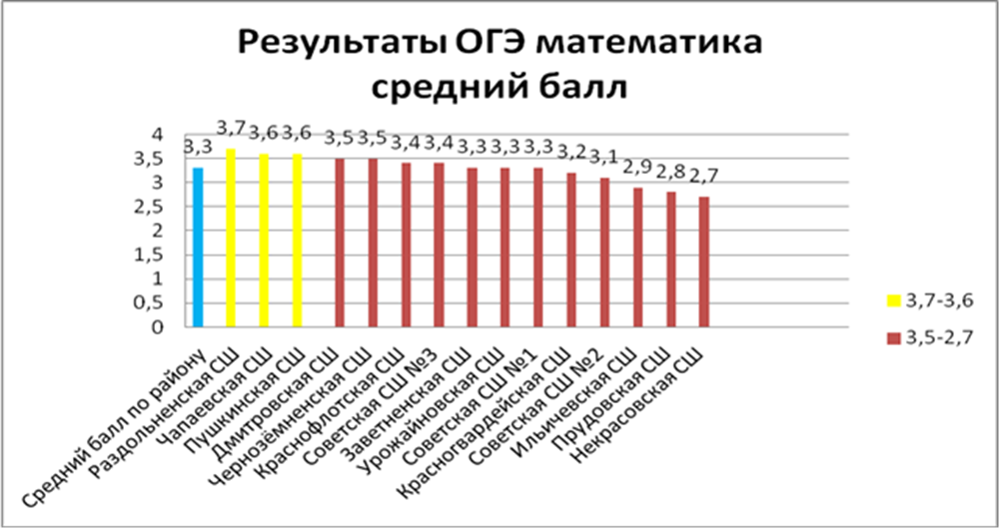 Результаты ОГЭ математика
средний балл
4
3,5
3
2,5
2
1,5
1
0,5
0
3,3
3,7
3,6
3,6
3,5
3,5
3,4
3,4
3,3
3,3
3,3
3,2
3,1
2,9
2,8
2,7
Средний балл по району
Раздольненская СШ
Чапаевская СШ
Пушкинская СШ
Дмитровская СШ
Чернозёмненская СШ
Краснофлотская СШ
Советская СШ №3
Заветненская СШ
Урожайновская СШ
Советская СШ №1
Красногвардейская СШ
Советская СШ №2
Ильичевская СШ
Прудовская СШ
Некрасовская СШ
3,7-3,6
3,5-2,7